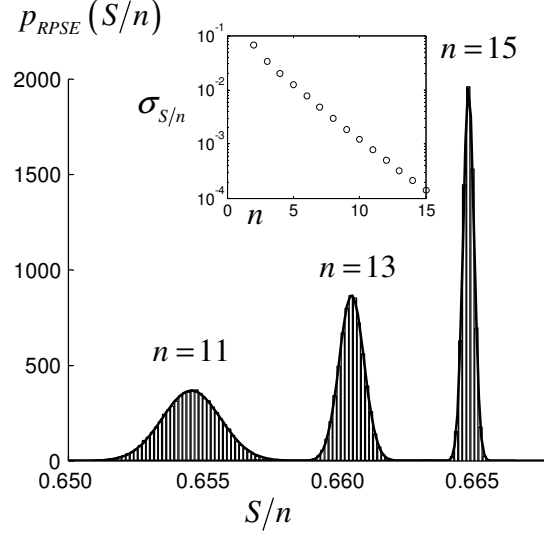 p_RPSE (S/n)
n = 15
10^-1
10^-2
10^-3
10^-4
σ_S/n
0 5 10 15
n
2000
1500
1000
500
0
n = 13
n = 11
0.650 0.655 0.660 0.665
S/n